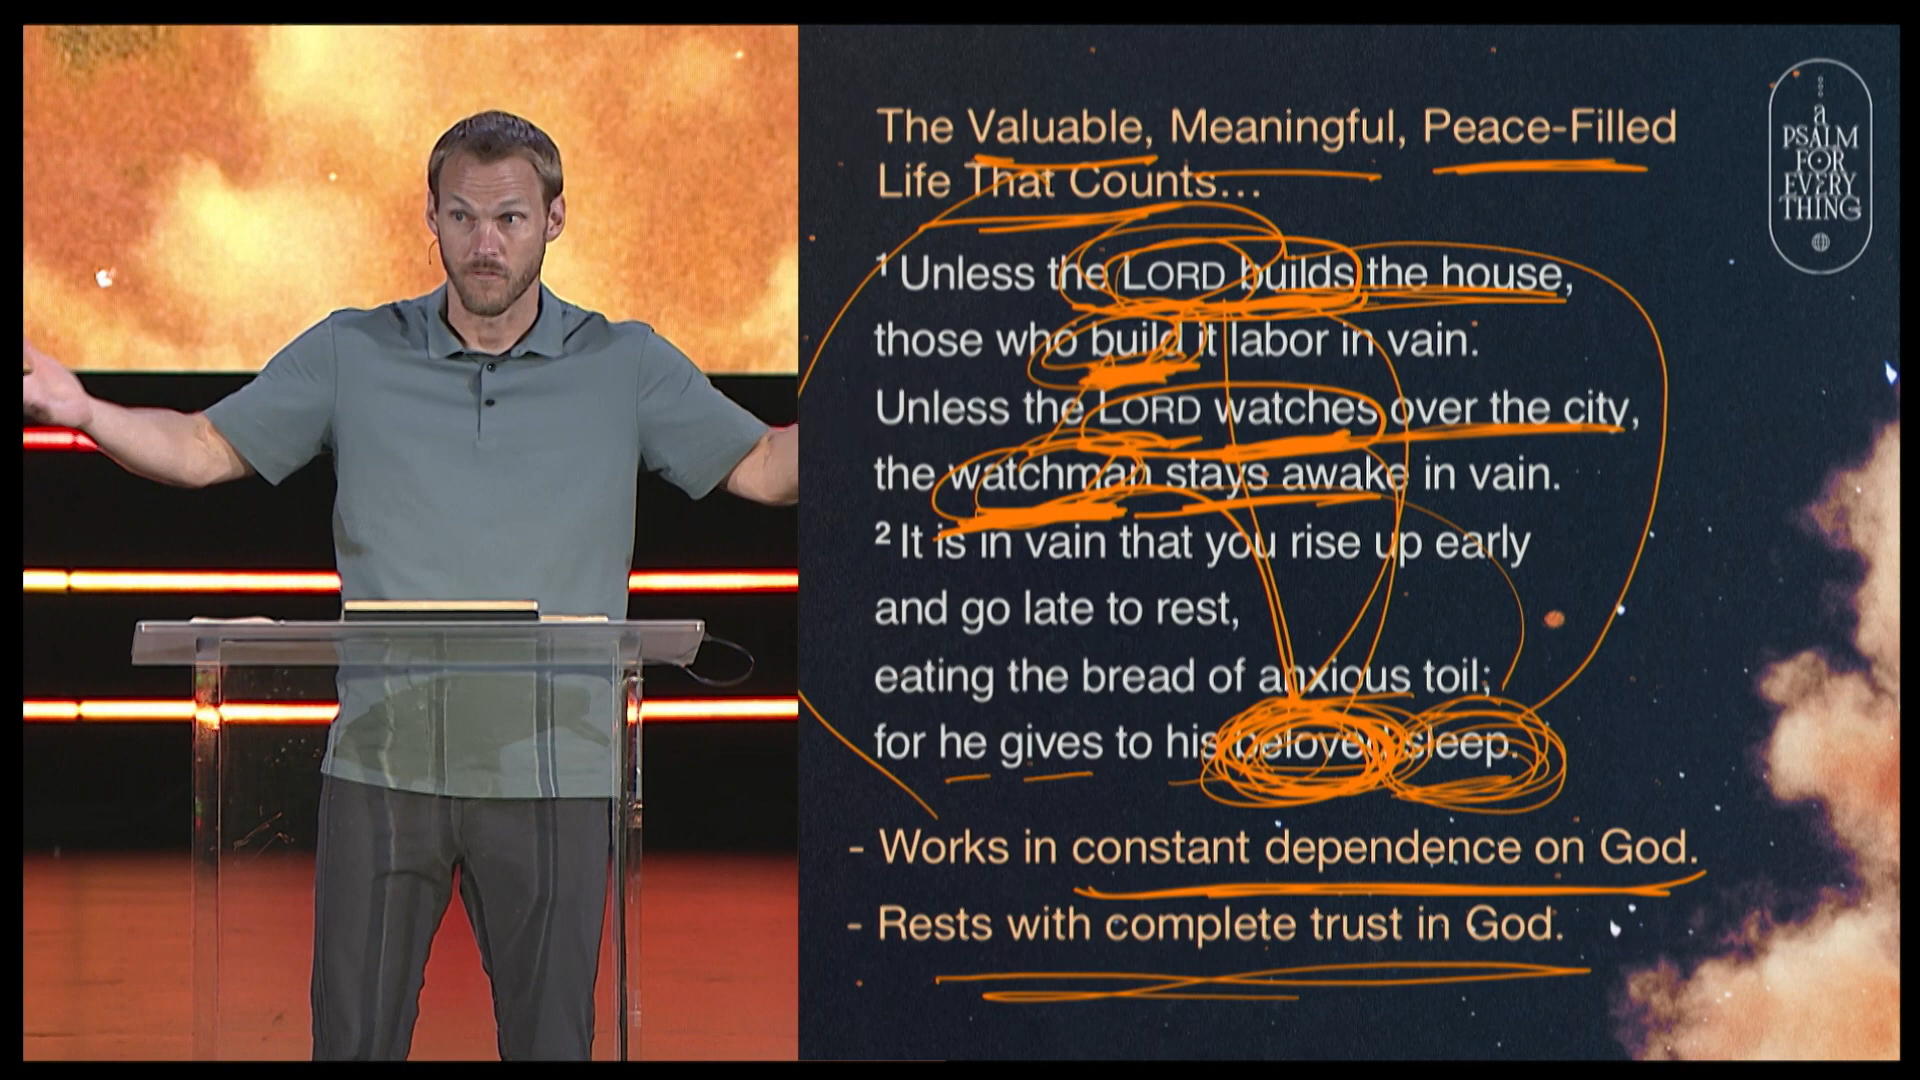 The Valuable, Meaningful, Peace-Filled
Life That Counts...
¹ Unless the LORD builds the house,
those who build it labor in vain.
Unless the LORD watches over the city,
the watchman stays awake in vain.
² It is in vain that you rise up early
and go late to rest,
eating the bread of anxious toil;
for he gives to his beloved sleep.
- Works in constant dependence on God.
- Rests with complete trust in God.
a
PSALM
FOR
EVERY
THING